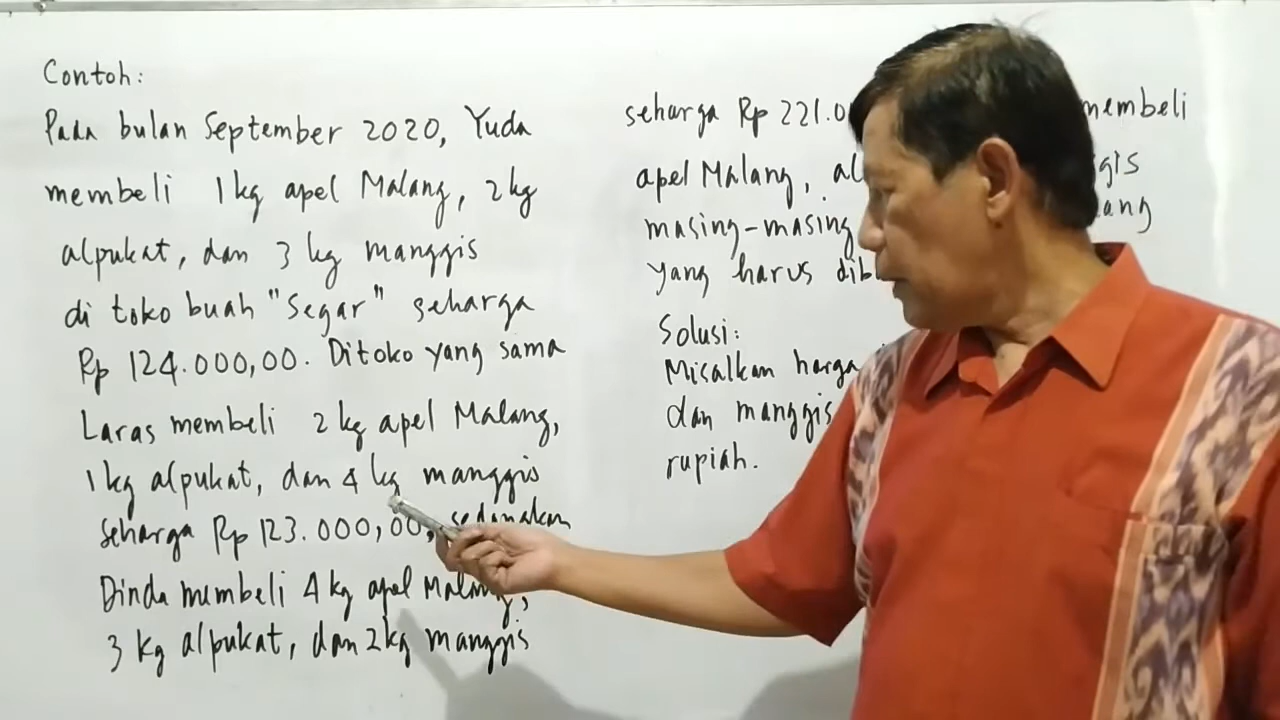 Contoh:
Pada bulan September 2020, Yuda
membeli 1 kg apel Malang, 2 kg
alpukat, dan 3 kg manggis
di toko buah "Segar" seharga
Rp 124.000,00. Ditoko yang sama
Laras membeli 2 kg apel Malang,
1 kg alpukat, dan 4 kg manggis
seharga Rp 123.000,00, sedangkan
Dinda membeli 4 kg apel Malang,
3 kg alpukat, dan 2 kg manggis
seharga Rp 221.0 membeli
apel Malang,
masing-masing
yang harus
Solusi:
Misalkan harga
dan manggis
rupiah.